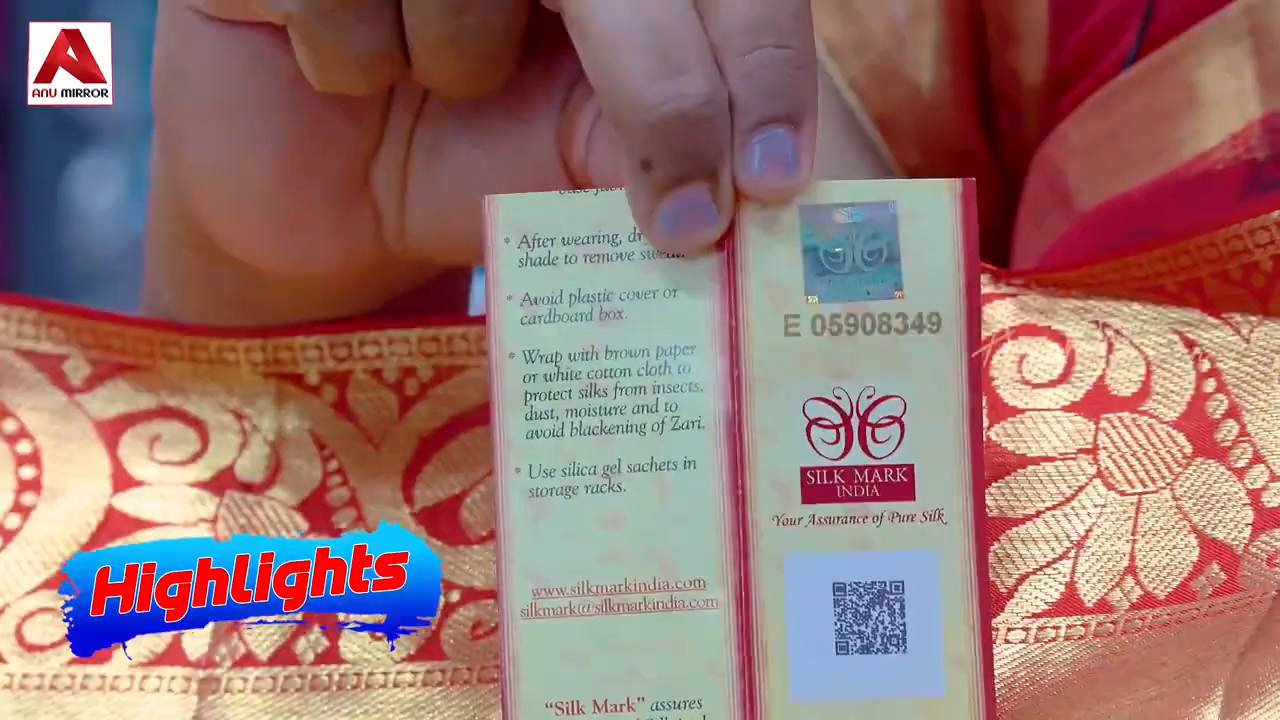 ANU MIRROR
* After wearing,
shade to remove
* Avoid plastic cover or
cardboard box.
* Wrap with brown paper
or white cotton cloth to
protect silks from insects,
dust, moisture and to
avoid blackening of Zari.
* Use silica gel sachets in
storage racks.
www.silkmarkindia.com
silkmark@silkmarkindia.com
"Silk Mark" assures
E 05908349
SILK MARK
INDIA
Your Assurance of Pure Silk
Highlights